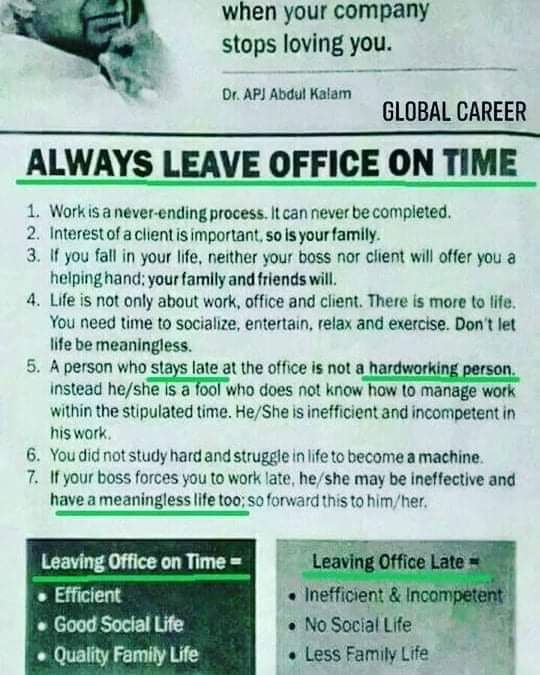 when your company
stops loving you.
Dr. APJ Abdul Kalam
GLOBAL CAREER
ALWAYS LEAVE OFFICE ON TIME
1. Work is a never-ending process. It can never be completed.
2. Interest of a client is important, so is your family.
3. If you fall in your life, neither your boss nor client will offer you a
helping hand; your family and friends will.
4. Life is not only about work, office and client. There is more to life.
You need time to socialize, entertain, relax and exercise. Don't let
life be meaningless.
5. A person who stays late at the office is not a hardworking person.
instead he/she is a fool who does not know how to manage work
within the stipulated time. He/She is inefficient and incompetent in
his work.
6. You did not study hard and struggle in life to become a machine.
7. If your boss forces you to work late, he/she may be ineffective and
have a meaningless life too; so forward this to him/her.
Leaving Office on Time =
• Efficient
• Good Social Life
• Quality Family Life
Leaving Office Late =
• Inefficient & Incompetent
• No Social Life
• Less Family Life